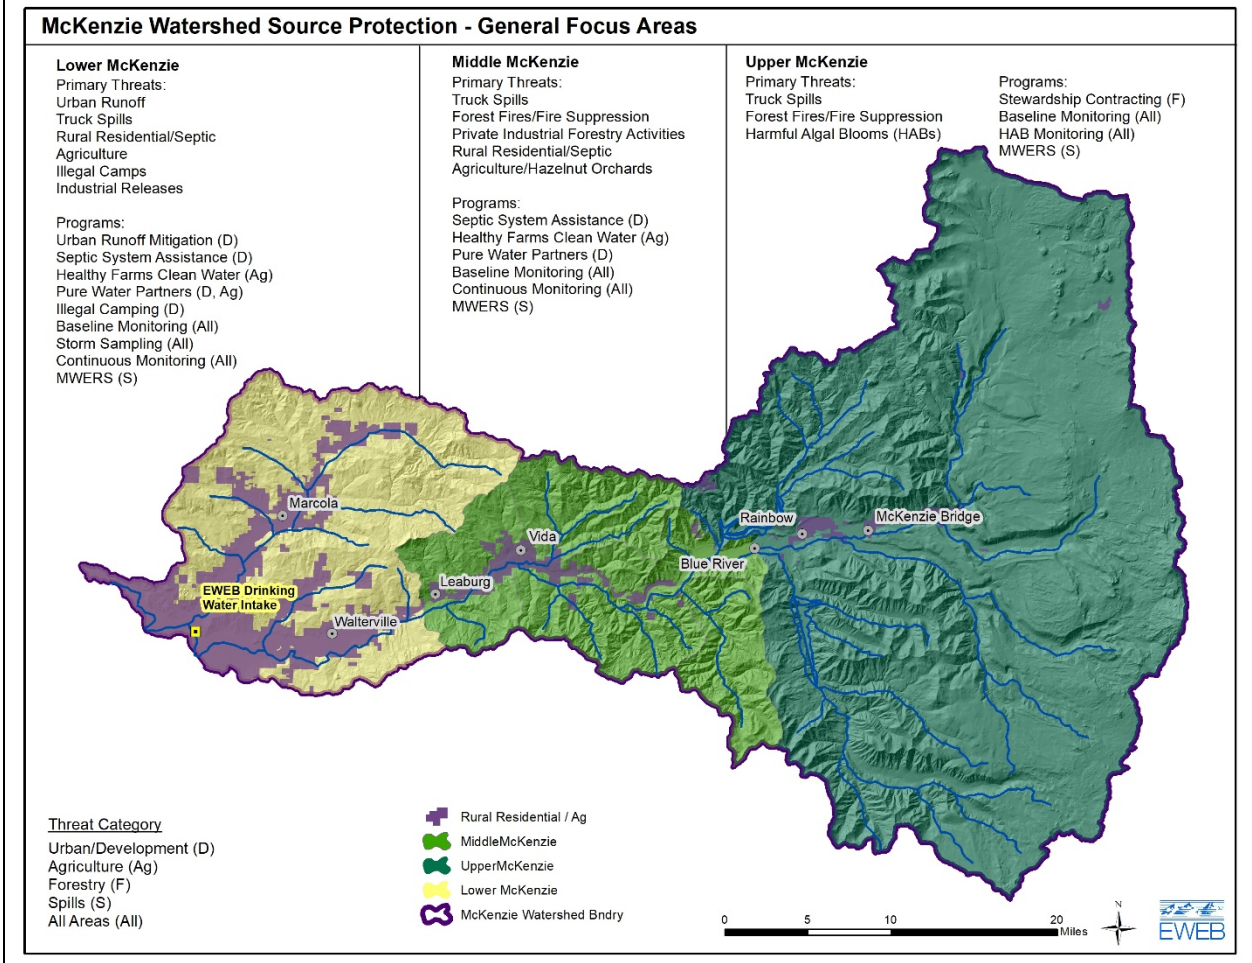 McKenzie Watershed Source Protection - General Focus Areas
Lower McKenzie
Primary Threats:
Urban Runoff
Truck Spills
Rural Residential/Septic
Agriculture
Illegal Camps
Industrial Releases
Programs:
Urban Runoff Mitigation (D)
Septic System Assistance (D)
Healthy Farms Clean Water (Ag)
Pure Water Partners (D, Ag)
Illegal Camping (D)
Baseline Monitoring (All)
Storm Sampling (All)
Continuous Monitoring (All)
MWERS (S)
Middle McKenzie
Primary Threats:
Truck Spills
Forest Fires/Fire Suppression
Private Industrial Forestry Activities
Rural Residential/Septic
Agriculture/Hazelnut Orchards
Programs:
Septic System Assistance (D)
Healthy Farms Clean Water (Ag)
Pure Water Partners (D)
Baseline Monitoring (All)
Continuous Monitoring (All)
MWERS (S)
Upper McKenzie
Primary Threats:
Truck Spills
Forest Fires/Fire Suppression
Harmful Algal Blooms (HABs)
Programs:
Stewardship Contracting (F)
Baseline Monitoring (All)
HAB Monitoring (All)
MWERS (S)
Marcola
Rainbow
McKenzie Bridge
Vida
Blue River
Leaburg
EWEB Drinking
Water Intake
Walterville
Threat Category
Urban/Development (D)
Agriculture (Ag)
Forestry (F)
Spills (S)
All Areas (All)
Rural Residential / Ag
MiddleMcKenzie
UpperMcKenzie
Lower McKenzie
McKenzie Watershed Bndry
0 5 10 20
Miles
N
EWEB